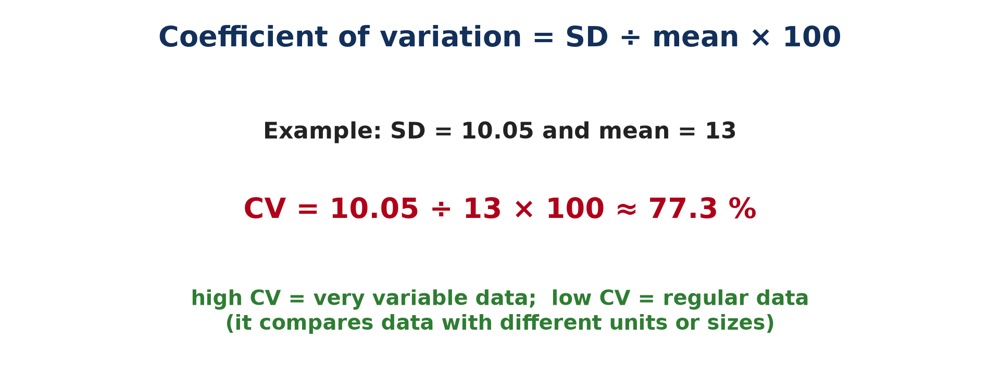 Coefficient of variation = SD ÷ mean × 100
Example: SD = 10.05 and mean = 13
CV = 10.05 ÷ 13 × 100 ≈ 77.3 %
high CV = very variable data;  low CV = regular data
(it compares data with different units or sizes)